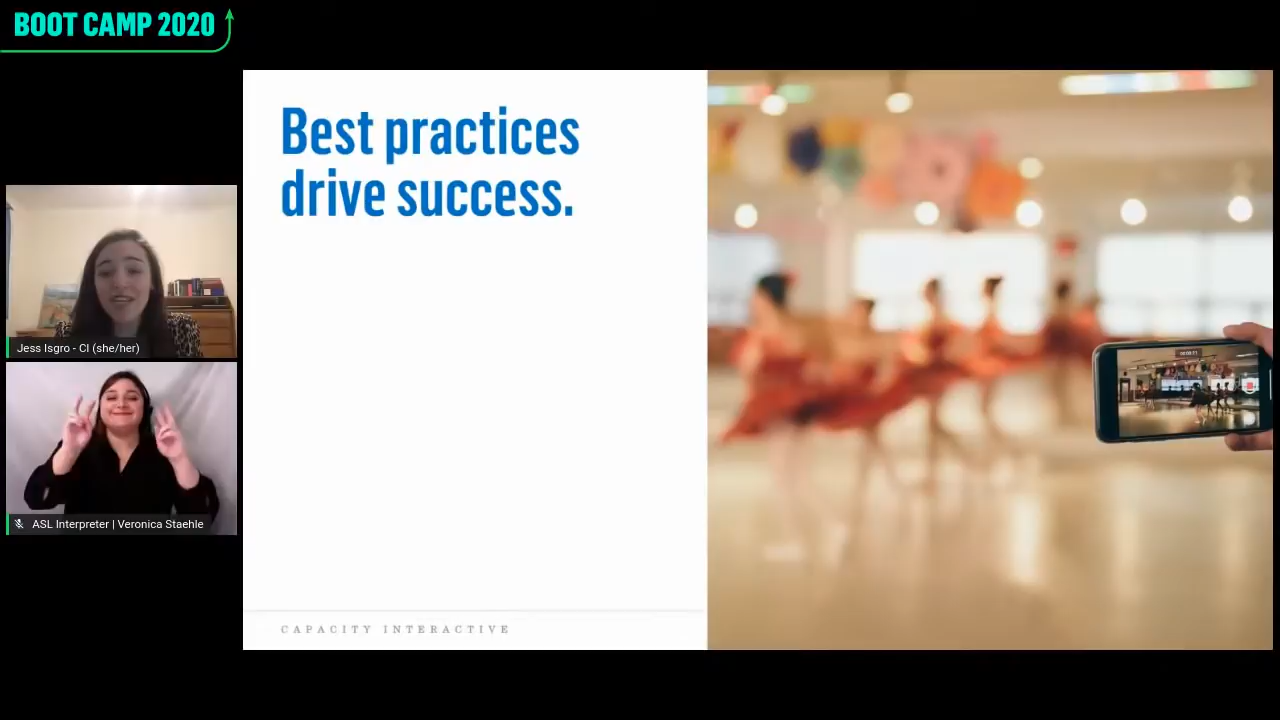 BOOT CAMP 2020
Best practices
drive success.
Jess Isgro - CI (she/her)
ASL Interpreter | Veronica Staehle
CAPACITY INTERACTIVE